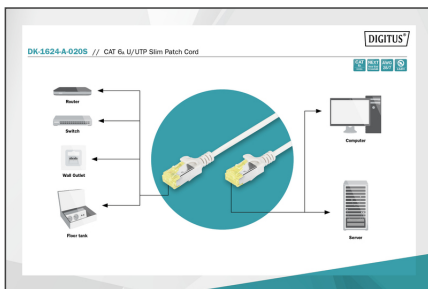 DIGITUS®
DK-1624-A-020S // CAT 6A U/UTP Slim Patch Cord
Router
Switch
Wall Outlet
Floor tank
Computer
Server